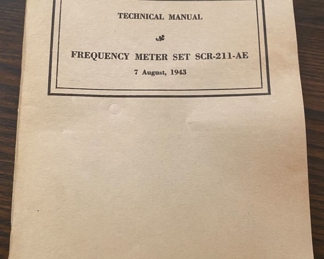 TECHNICAL MANUAL
FREQUENCY METER SET SCR-211-AE
7 August, 1943